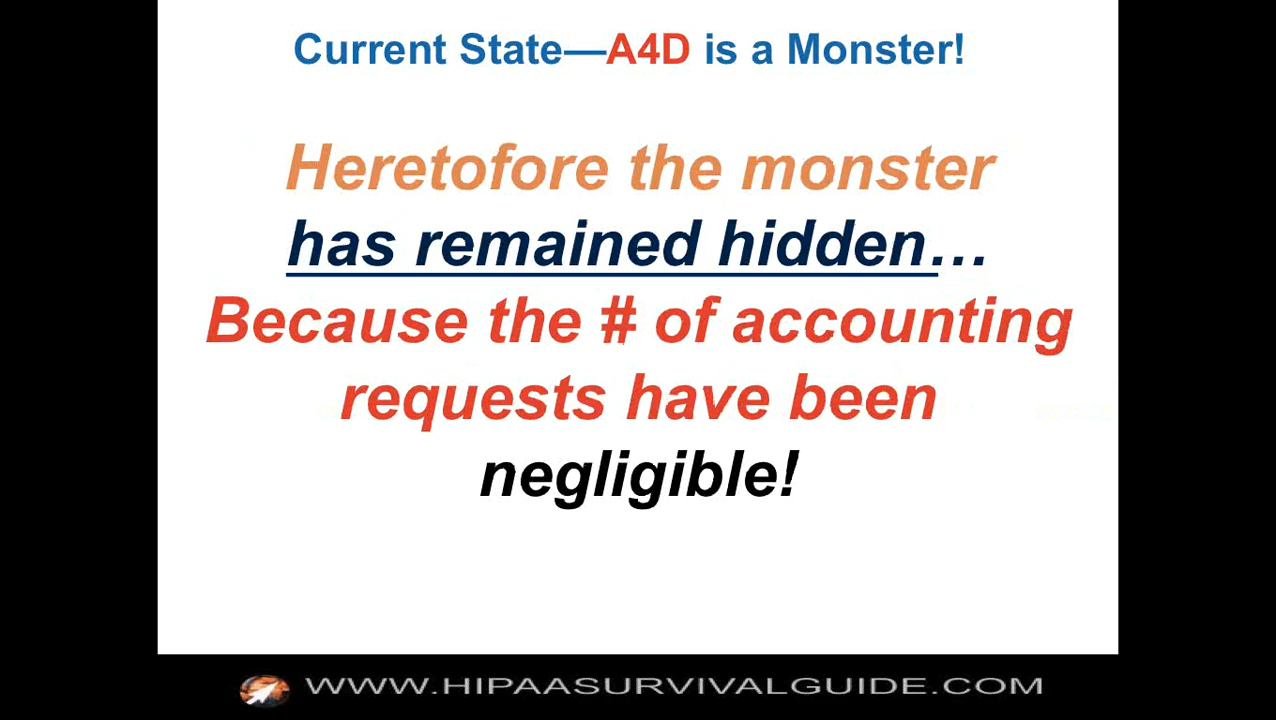 Current State—A4D is a Monster!
Heretofore the monster
has remained hidden…
Because the # of accounting
requests have been
negligible!
WWW.HIPAASURVIVALGUIDE.COM